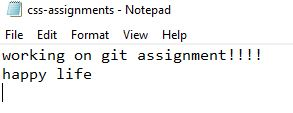 css-assignments - Notepad
File Edit Format View Help
working on git assignment!!!!
happy life